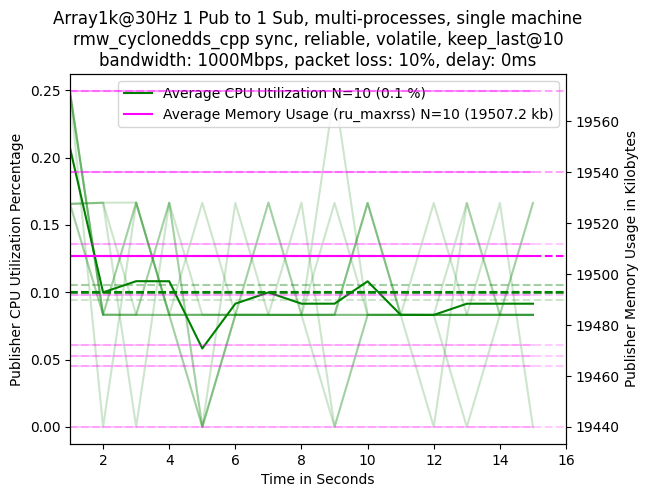 Array1k@30Hz 1 Pub to 1 Sub, multi-processes, single machine
rmw_cyclonedds_cpp sync, reliable, volatile, keep_last@10
bandwidth: 1000Mbps, packet loss: 10%, delay: 0ms
Average CPU Utilization N=10 (0.1 %)
Average Memory Usage (ru_maxrss) N=10 (19507.2 kb)
Publisher CPU Utilization Percentage
0.25
0.20
0.15
0.10
0.05
0.00
19560
19540
19520
19500
19480
19460
19440
Publisher Memory Usage in Kilobytes
2 4 6 8 10 12 14 16
Time in Seconds